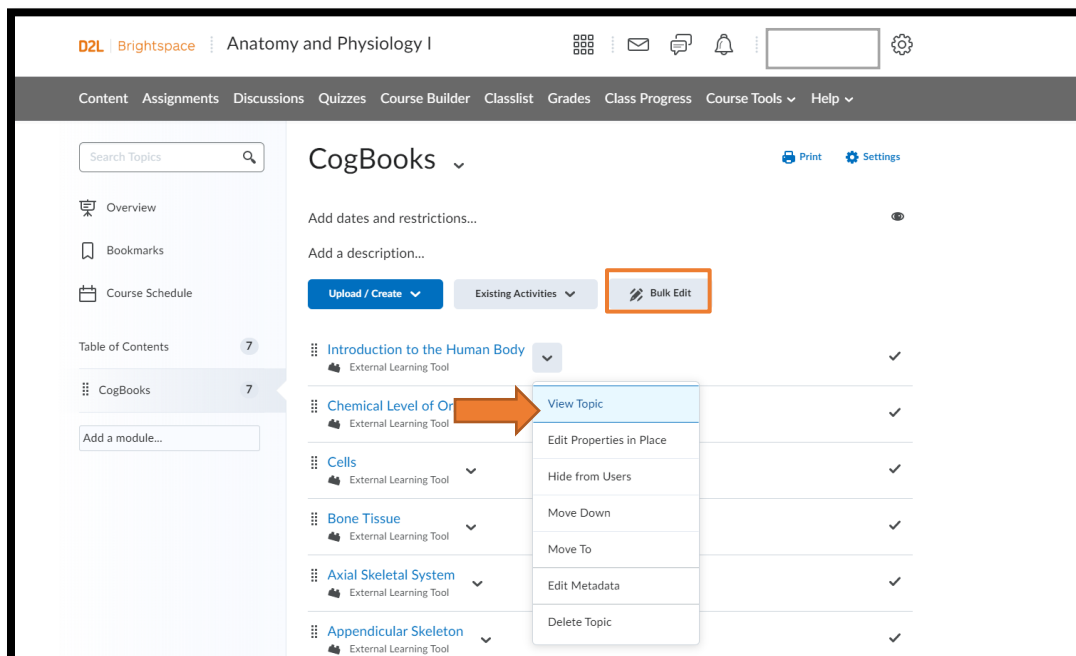 D2L Brightspace Anatomy and Physiology I
Content Assignments Discussions Quizzes Course Builder Classlist Grades Class Progress Course Tools Help
Search Topics
Overview
Bookmarks
Course Schedule
Table of Contents 7
CogBooks 7
Add a module...
CogBooks
Print Settings
Add dates and restrictions...
Add a description...
Upload / Create Existing Activities Bulk Edit
Introduction to the Human Body
External Learning Tool
Chemical Level of Or
External Learning Tool
Cells
External Learning Tool
Bone Tissue
External Learning Tool
Axial Skeletal System
External Learning Tool
Appendicular Skeleton
External Learning Tool
View Topic
Edit Properties in Place
Hide from Users
Move Down
Move To
Edit Metadata
Delete Topic